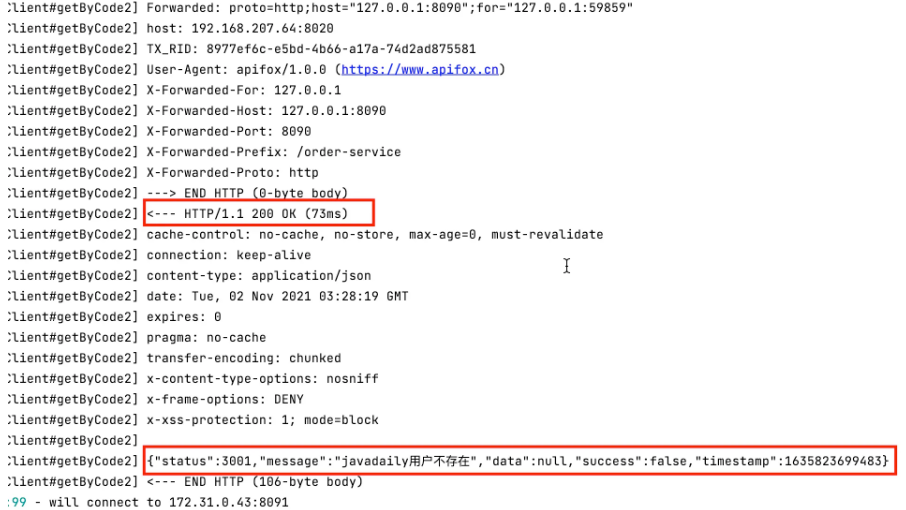 Client#getByCode2] Forwarded: proto=http;host="127.0.0.1:8090";for="127.0.0.1:59859"
Client#getByCode2] host: 192.168.207.64:8020
Client#getByCode2] TX_RID: 8977ef6c-e5bd-4b66-a17a-74d2ad875581
Client#getByCode2] User-Agent: apifox/1.0.0 (https://www.apifox.cn)
Client#getByCode2] X-Forwarded-For: 127.0.0.1
Client#getByCode2] X-Forwarded-Host: 127.0.0.1:8090
Client#getByCode2] X-Forwarded-Port: 8090
Client#getByCode2] X-Forwarded-Prefix: /order-service
Client#getByCode2] X-Forwarded-Proto: http
Client#getByCode2] ---> END HTTP (0-byte body)
Client#getByCode2] <--- HTTP/1.1 200 OK (73ms)
Client#getByCode2] cache-control: no-cache, no-store, max-age=0, must-revalidate
Client#getByCode2] connection: keep-alive
Client#getByCode2] content-type: application/json
Client#getByCode2] date: Tue, 02 Nov 2021 03:28:19 GMT
Client#getByCode2] expires: 0
Client#getByCode2] pragma: no-cache
Client#getByCode2] transfer-encoding: chunked
Client#getByCode2] x-content-type-options: nosniff
Client#getByCode2] x-frame-options: DENY
Client#getByCode2] x-xss-protection: 1; mode=block
Client#getByCode2]
Client#getByCode2] {"status":3001,"message":"javadaily用户不存在","data":null,"success":false,"timestamp":1635823699483}
Client#getByCode2] <--- END HTTP (106-byte body)
:99 - will connect to 172.31.0.43:8091